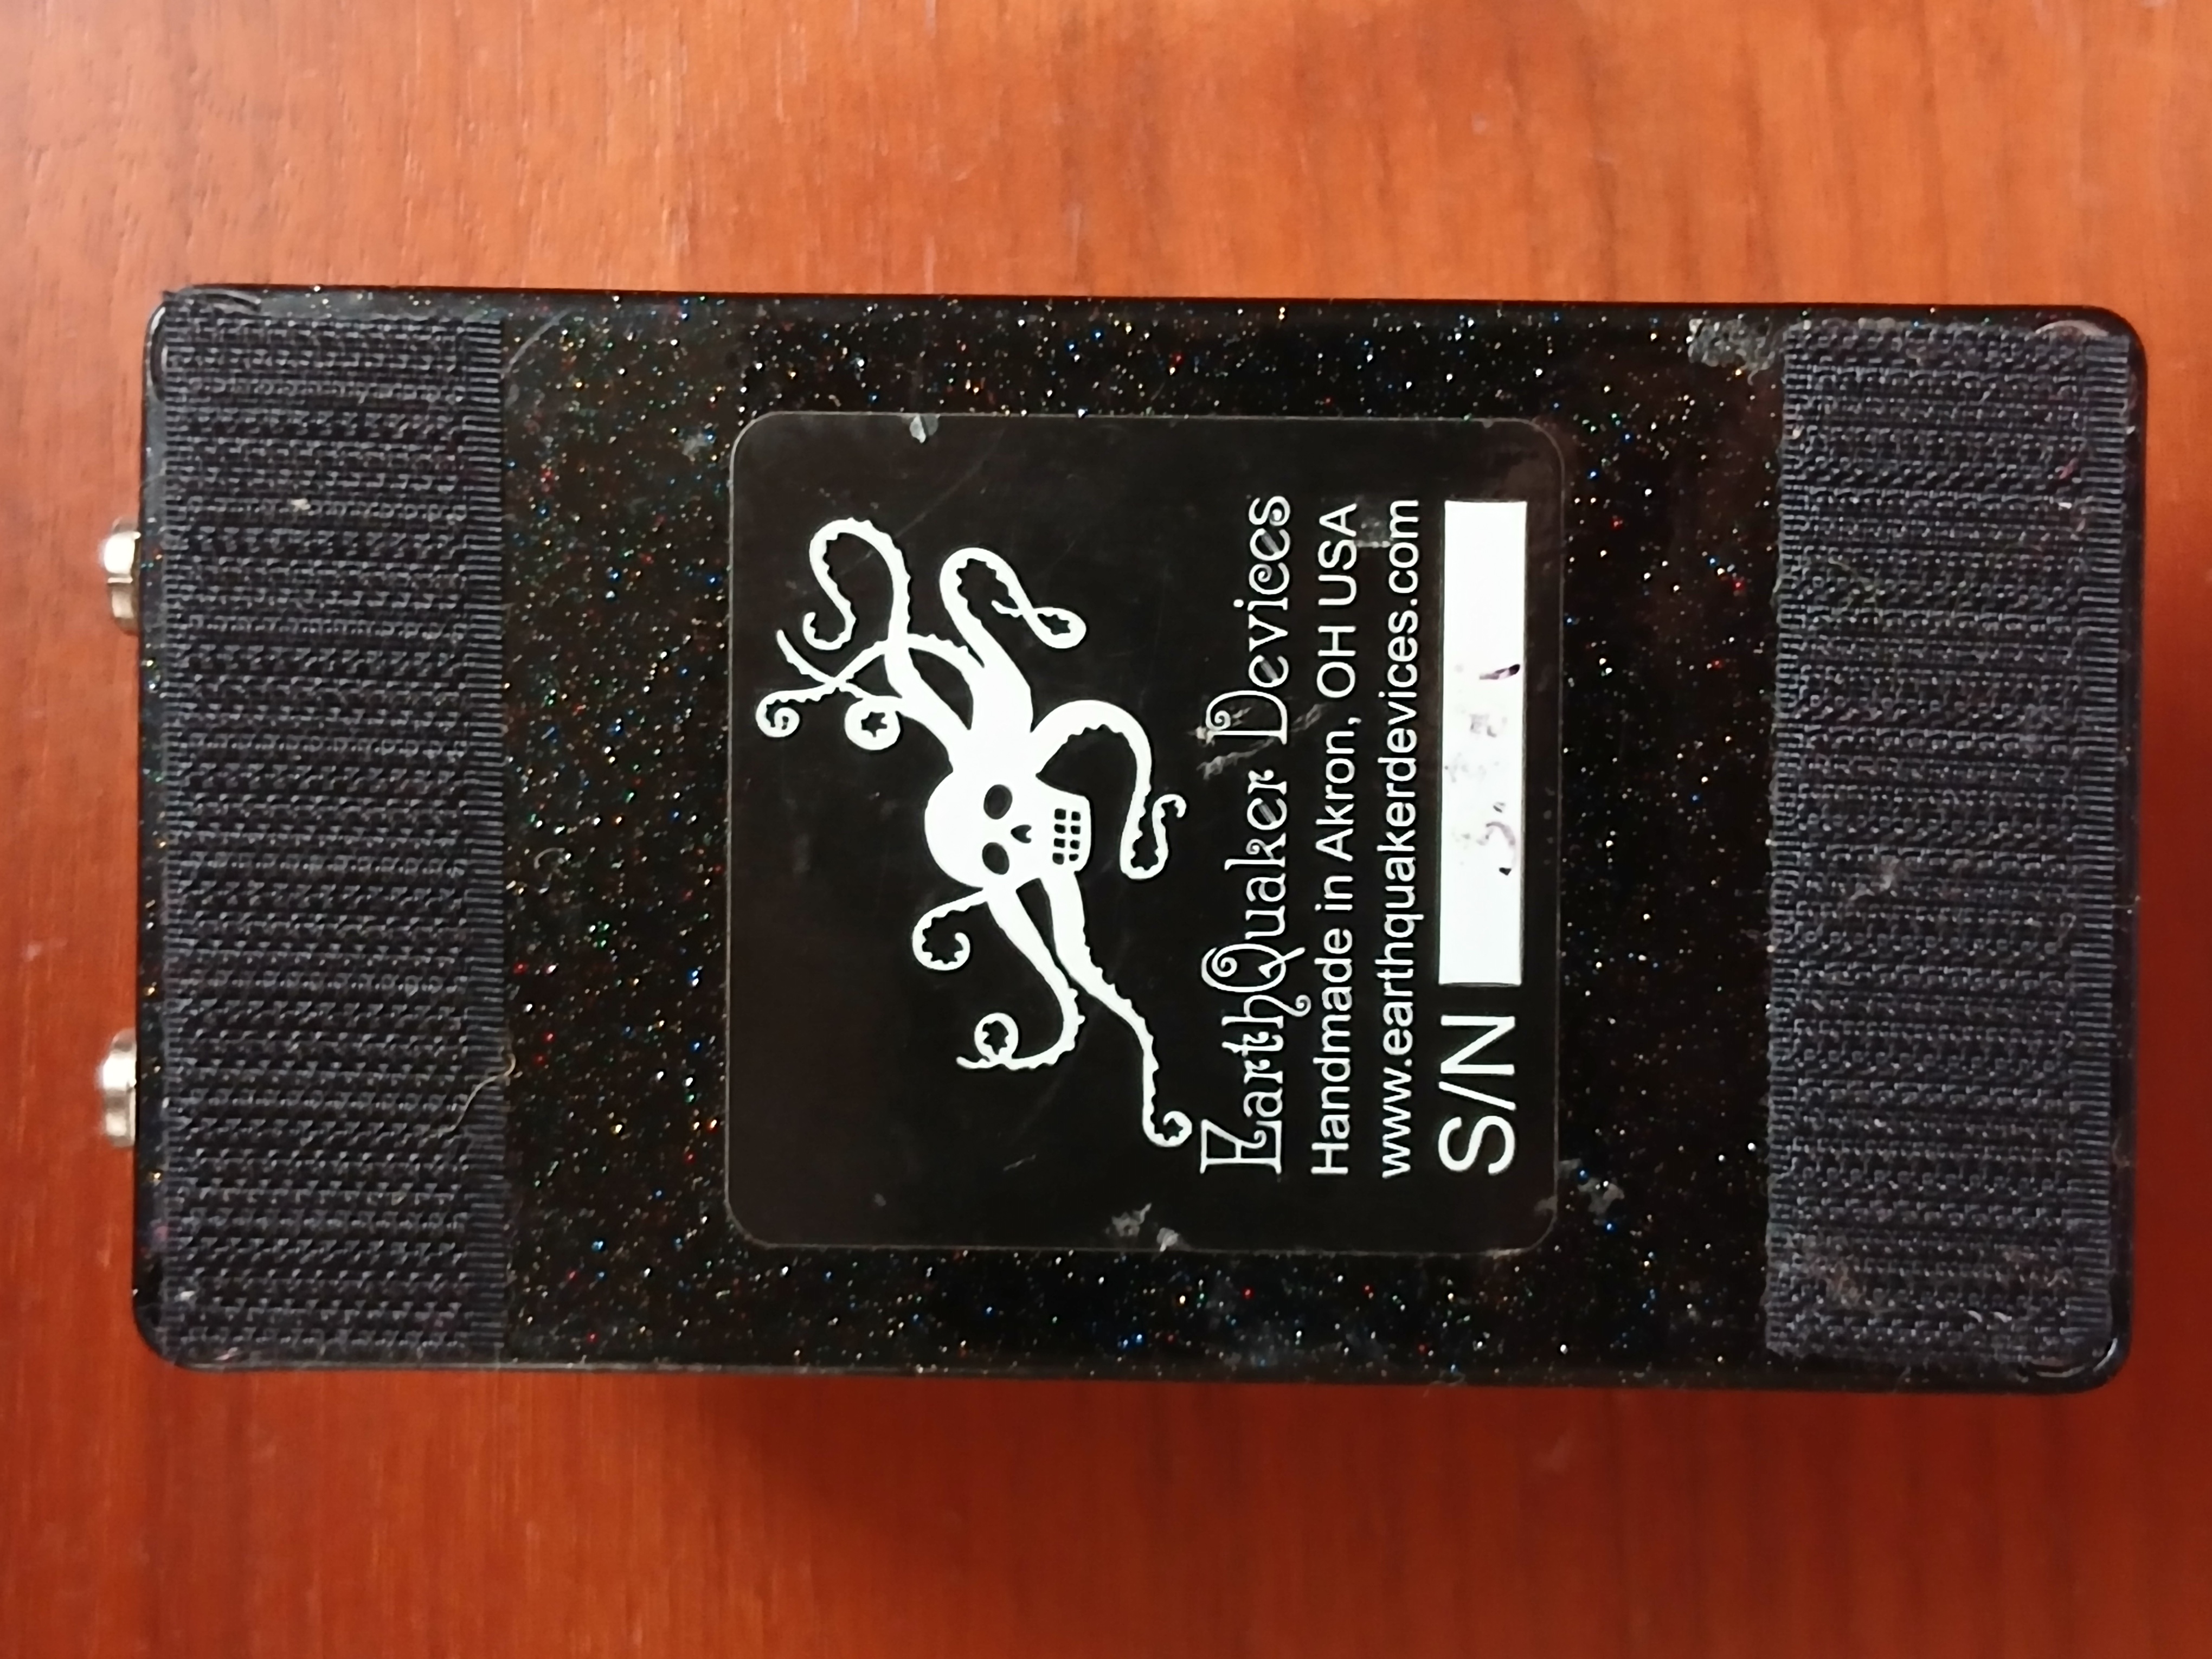 EarthQuaker Devices
Handmade in Akron, OH USA
www.earthquakerdevices.com
S/N